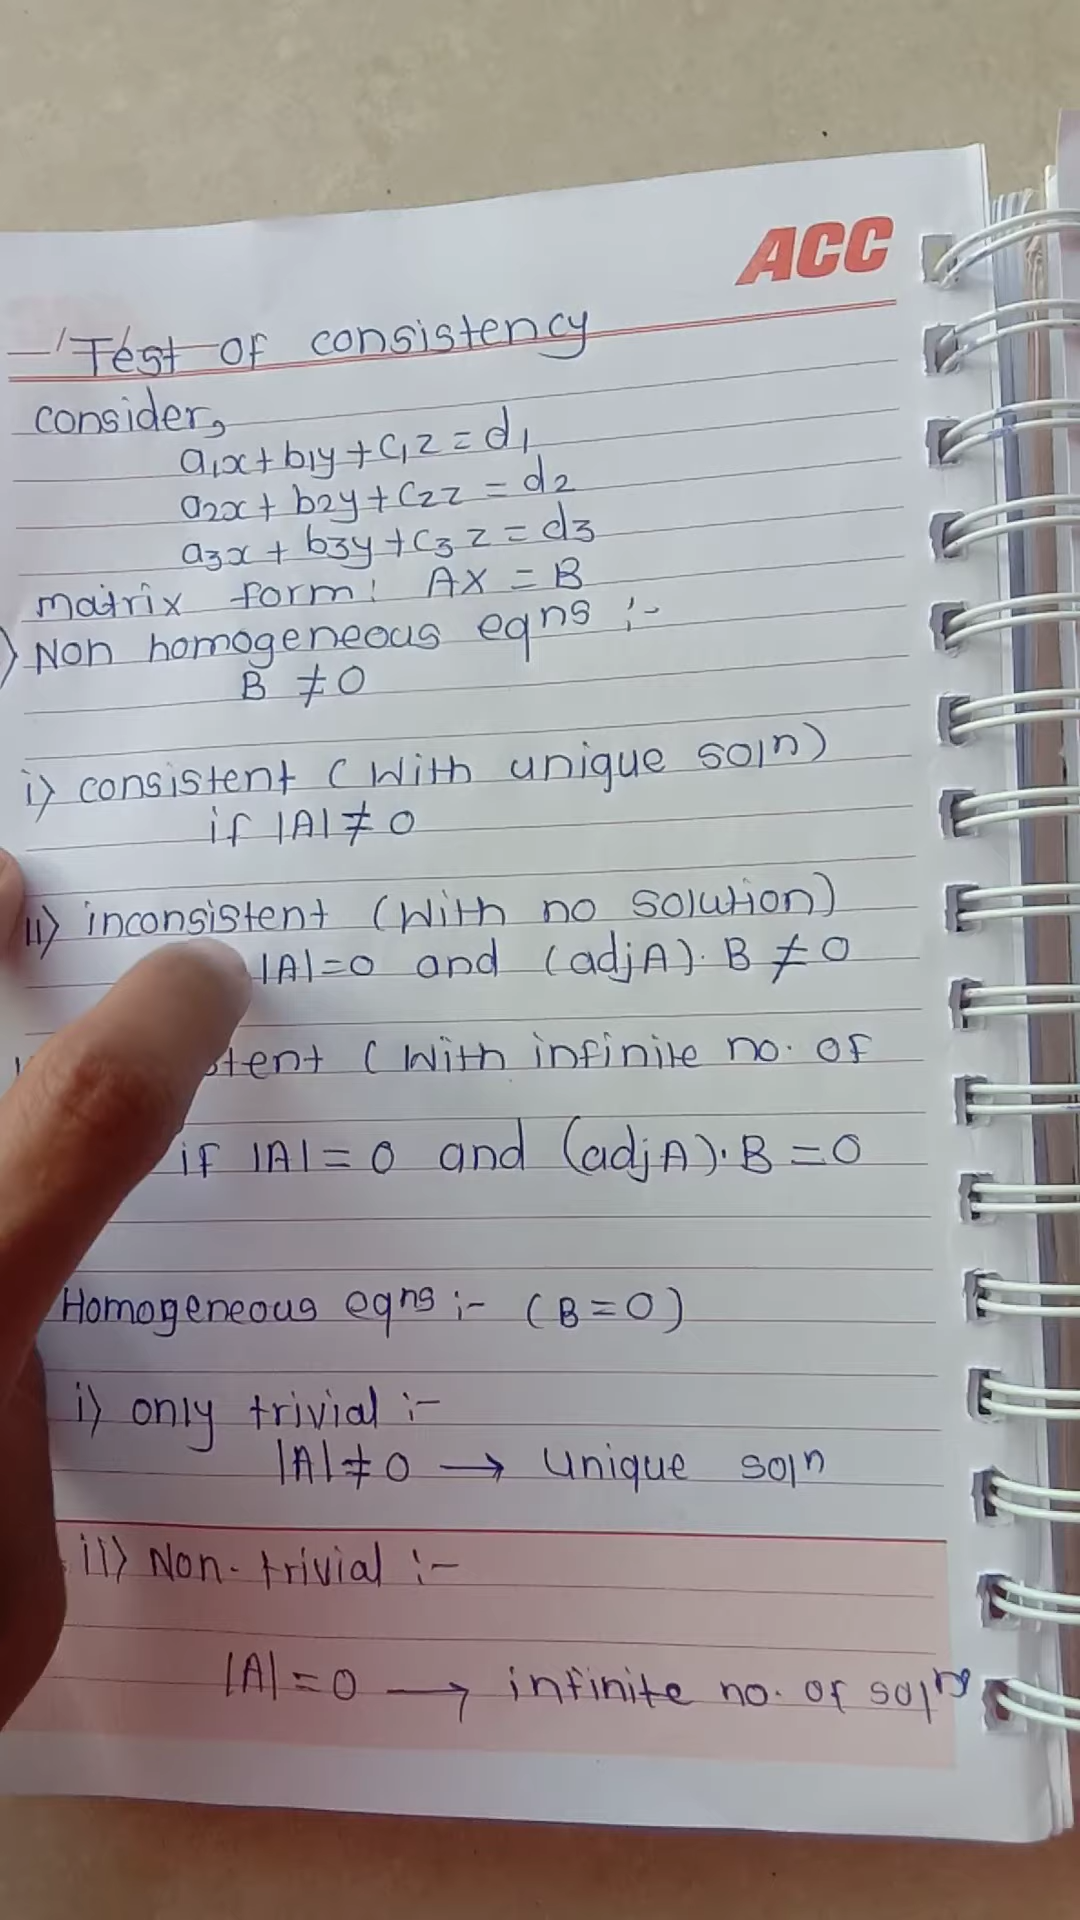 ACC
Test of consistency
consider,
a1x+b1y+c1z=d1
a2x+b2y+c2z=d2
a3x+b3y+c3z=d3
matrix form: AX=B
) Non homogeneous eqns :-
B ≠ 0
i) consistent (With unique soln)
if |A| ≠ 0
ii) inconsistent (With no solution)
|A|=0 and (adjA).B ≠ 0
stent (With infinite no. of
if |A|=0 and (adjA).B=0
Homogeneous eqns :- (B=0)
i) only trivial :-
|A| ≠ 0 → unique soln
ii) Non-trivial :-
|A|=0 → infinite no. of solns